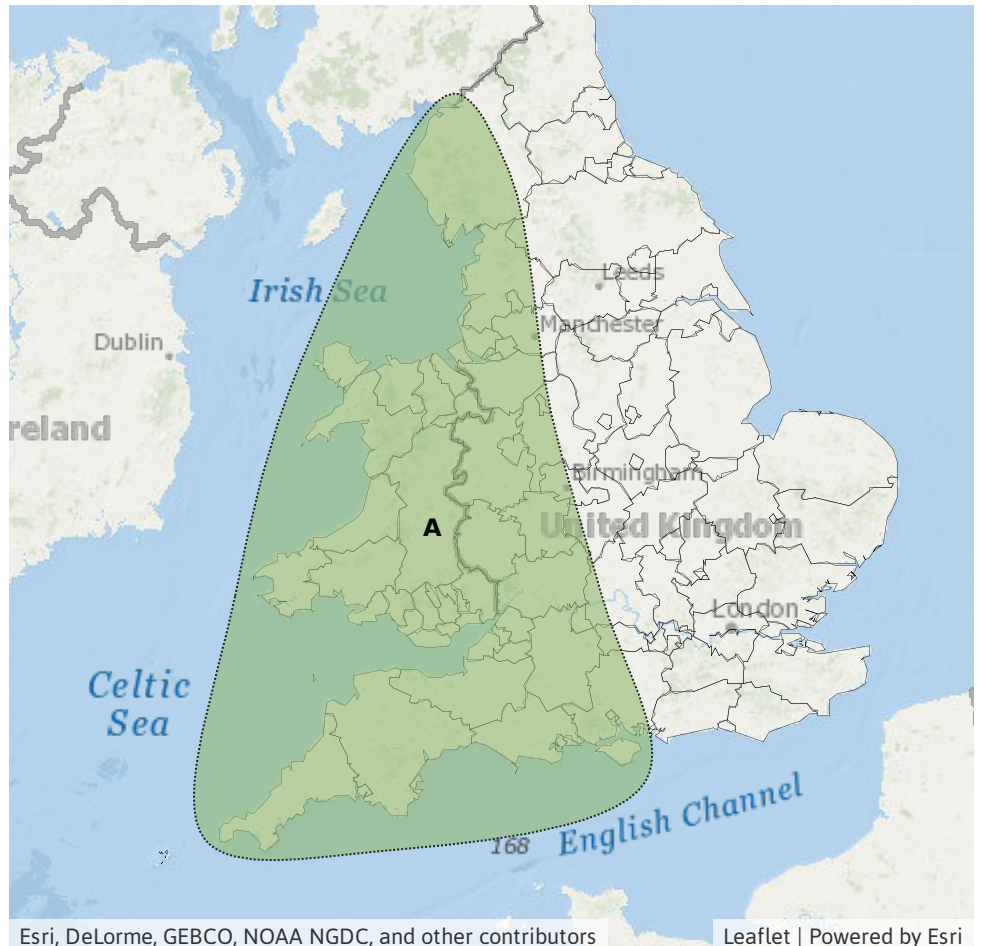 Leeds
Irish Sea
Manchester
Dublin
reland
Birmingham
A
United Kingdom
London
Celtic
Sea
English Channel
168
Esri, DeLorme, GEBCO, NOAA NGDC, and other contributors
Leaflet | Powered by Esri